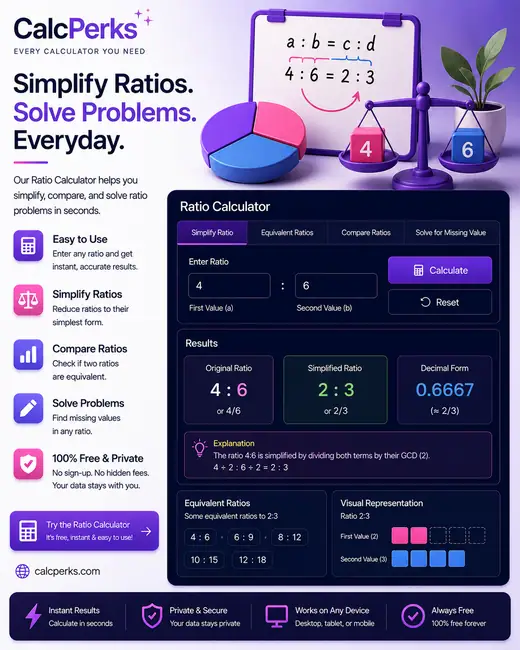 CalcPerks
EVERY CALCULATOR YOU NEED
Simplify Ratios.
Solve Problems.
Everyday.
Our Ratio Calculator helps you
simplify, compare, and solve ratio
problems in seconds.
Easy to Use
Enter any ratio and get
instant, accurate results.
Simplify Ratios
Reduce ratios to their
simplest form.
Compare Ratios
Check if two ratios
are equivalent.
Solve Problems
Find missing values
in any ratio.
100% Free & Private
No sign-up. No hidden fees.
Your data stays with you.
Try the Ratio Calculator
It's free, instant & easy to use!
calcperks.com
a : b = c : d
4 : 6 = 2 : 3
4
6
Ratio Calculator
Simplify Ratio
Equivalent Ratios
Compare Ratios
Solve for Missing Value
Enter Ratio
4 : 6
First Value (a)
Second Value (b)
Calculate
Reset
Results
Original Ratio
4 : 6
or 4/6
Simplified Ratio
2 : 3
or 2/3
Decimal Form
0.6667
(≈ 2/3)
Explanation
The ratio 4:6 is simplified by dividing both terms by their GCD (2).
4 ÷ 2 : 6 ÷ 2 = 2 : 3
Equivalent Ratios
Some equivalent ratios to 2:3
4 : 6 · 6 : 9 · 8 : 12
10 : 15 12 : 18
Visual Representation
Ratio 2:3
First Value (2)
Second Value (3)
Instant Results
Calculate in seconds
Private & Secure
Your data stays private
Works on Any Device
Desktop, tablet, or mobile
Always Free
100% free forever